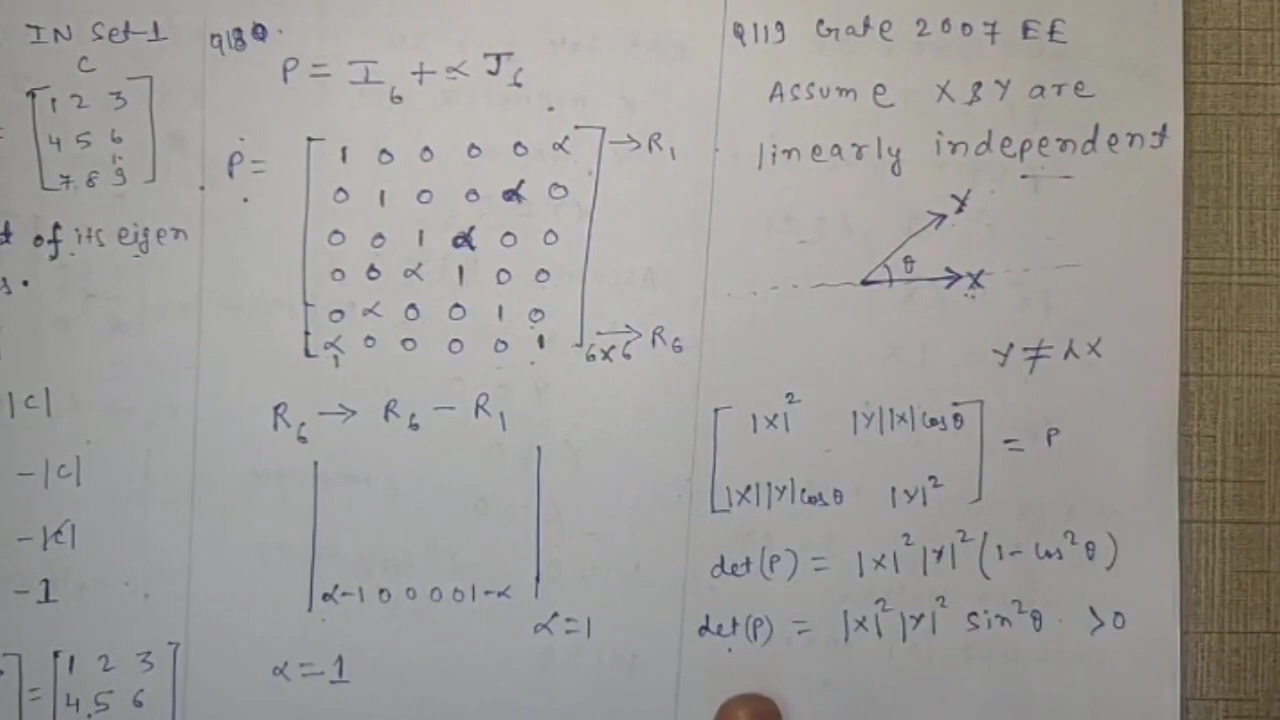 IN Set-1
C
1 2 3
4 5 6
7 8 9
of its eigen
s.
|C|
-|C|
-|C|
-1
= [1 2 3
4 5 6
Q180.
P = I₆ + α J₆
P =
1 0 0 0 0 α → R₁
0 1 0 0 α 0
0 0 1 α 0 0
0 0 α 1 0 0
0 α 0 0 1 0
α 0 0 0 0 1 6×6 → R₆
1
R₆ → R₆ - R₁
α-1 0 0 0 0 1-α
α=1
α = 1
Q119 Gate 2007 EE
Assume X & Y are
linearly independent
Y
θ
X
Y ≠ λX
|X|² |Y||X|cosθ
= P
|X||Y|cosθ |Y|²
det(P) = |X|²|Y|²(1-cos²θ)
det(P) = |X|²|Y|² sin²θ >0